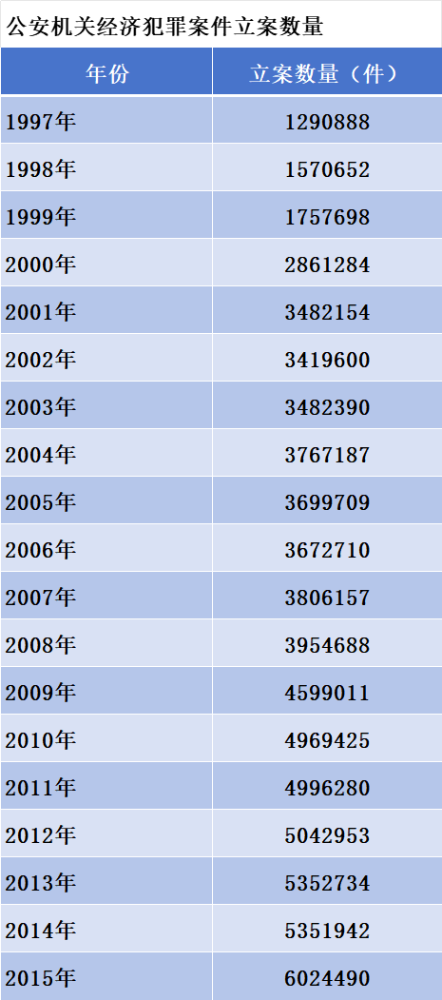 公安机关经济犯罪案件立案数量
年份 立案数量（件）
1997年 1290888
1998年 1570652
1999年 1757698
2000年 2861284
2001年 3482154
2002年 3419600
2003年 3482390
2004年 3767187
2005年 3699709
2006年 3672710
2007年 3806157
2008年 3954688
2009年 4599011
2010年 4969425
2011年 4996280
2012年 5042953
2013年 5352734
2014年 5351942
2015年 6024490